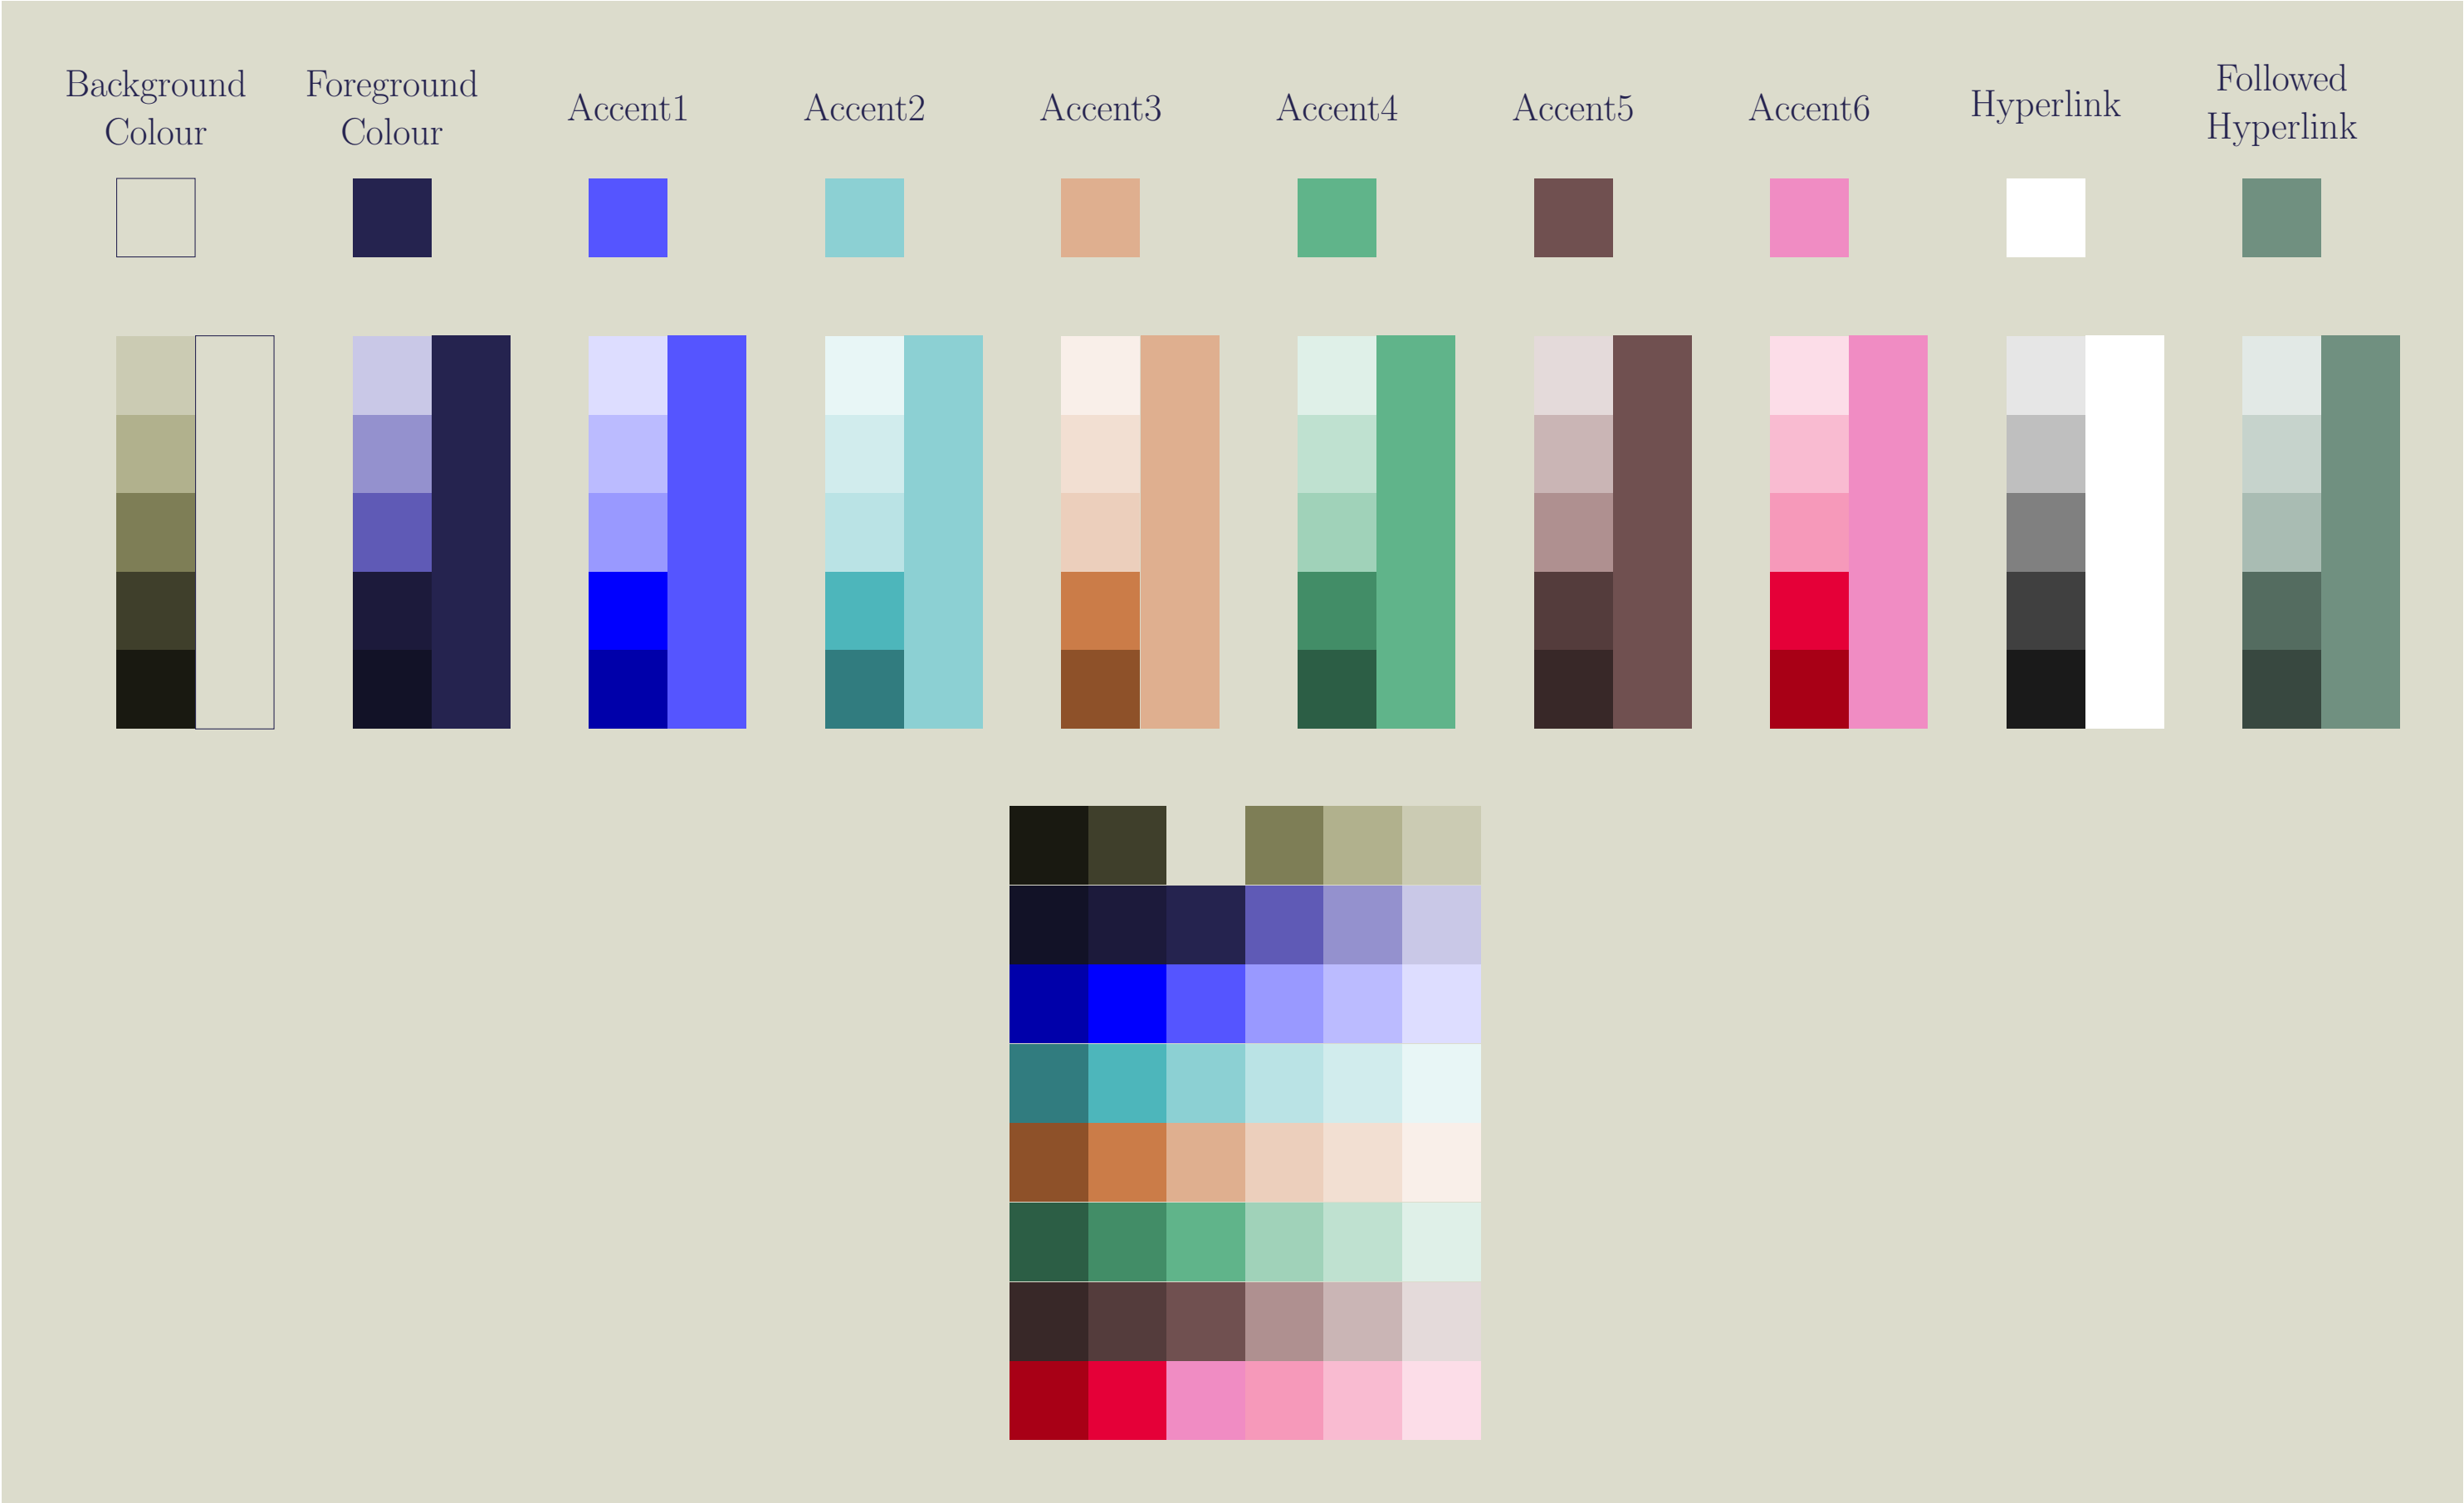 Background
Colour
Foreground
Colour
Accent1
Accent2
Accent3
Accent4
Accent5
Accent6
Hyperlink
Followed
Hyperlink